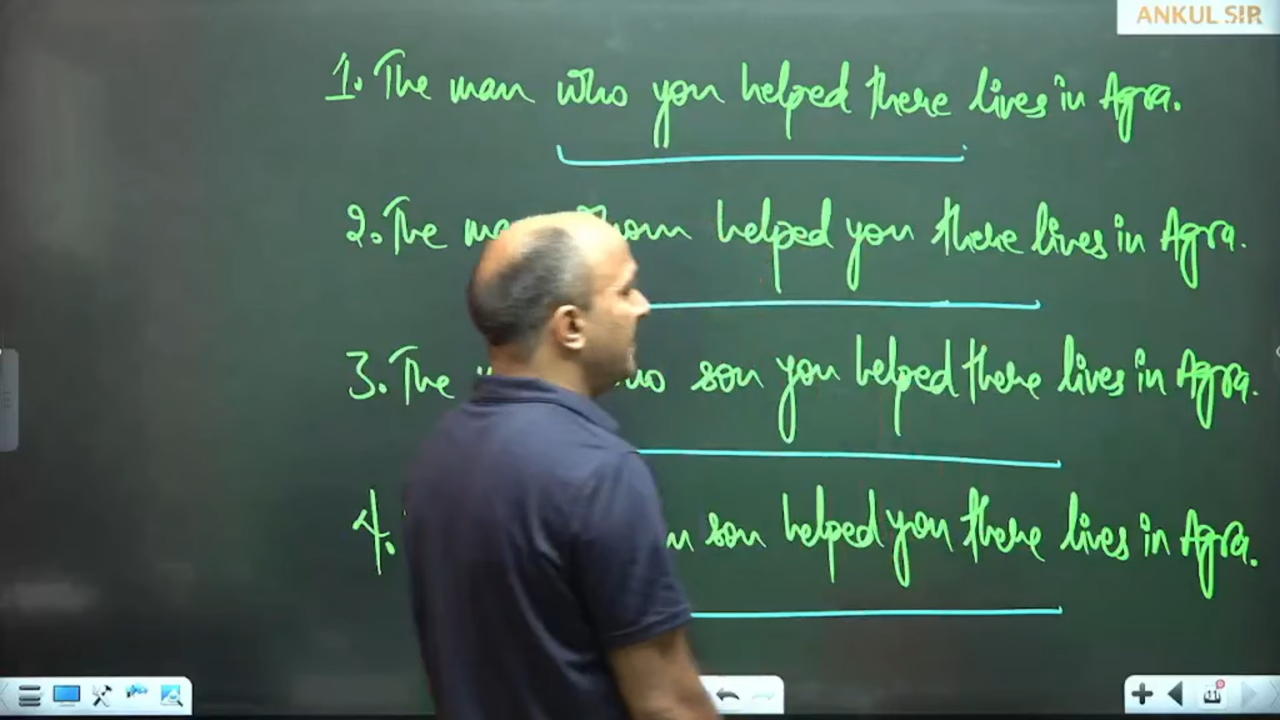 ANKUL SIR
1. The man who you helped there lives in Agra.
2. The helped you there lives in Agra.
3. The son you helped there lives in Agra.
4. son helped you there lives in Agra.